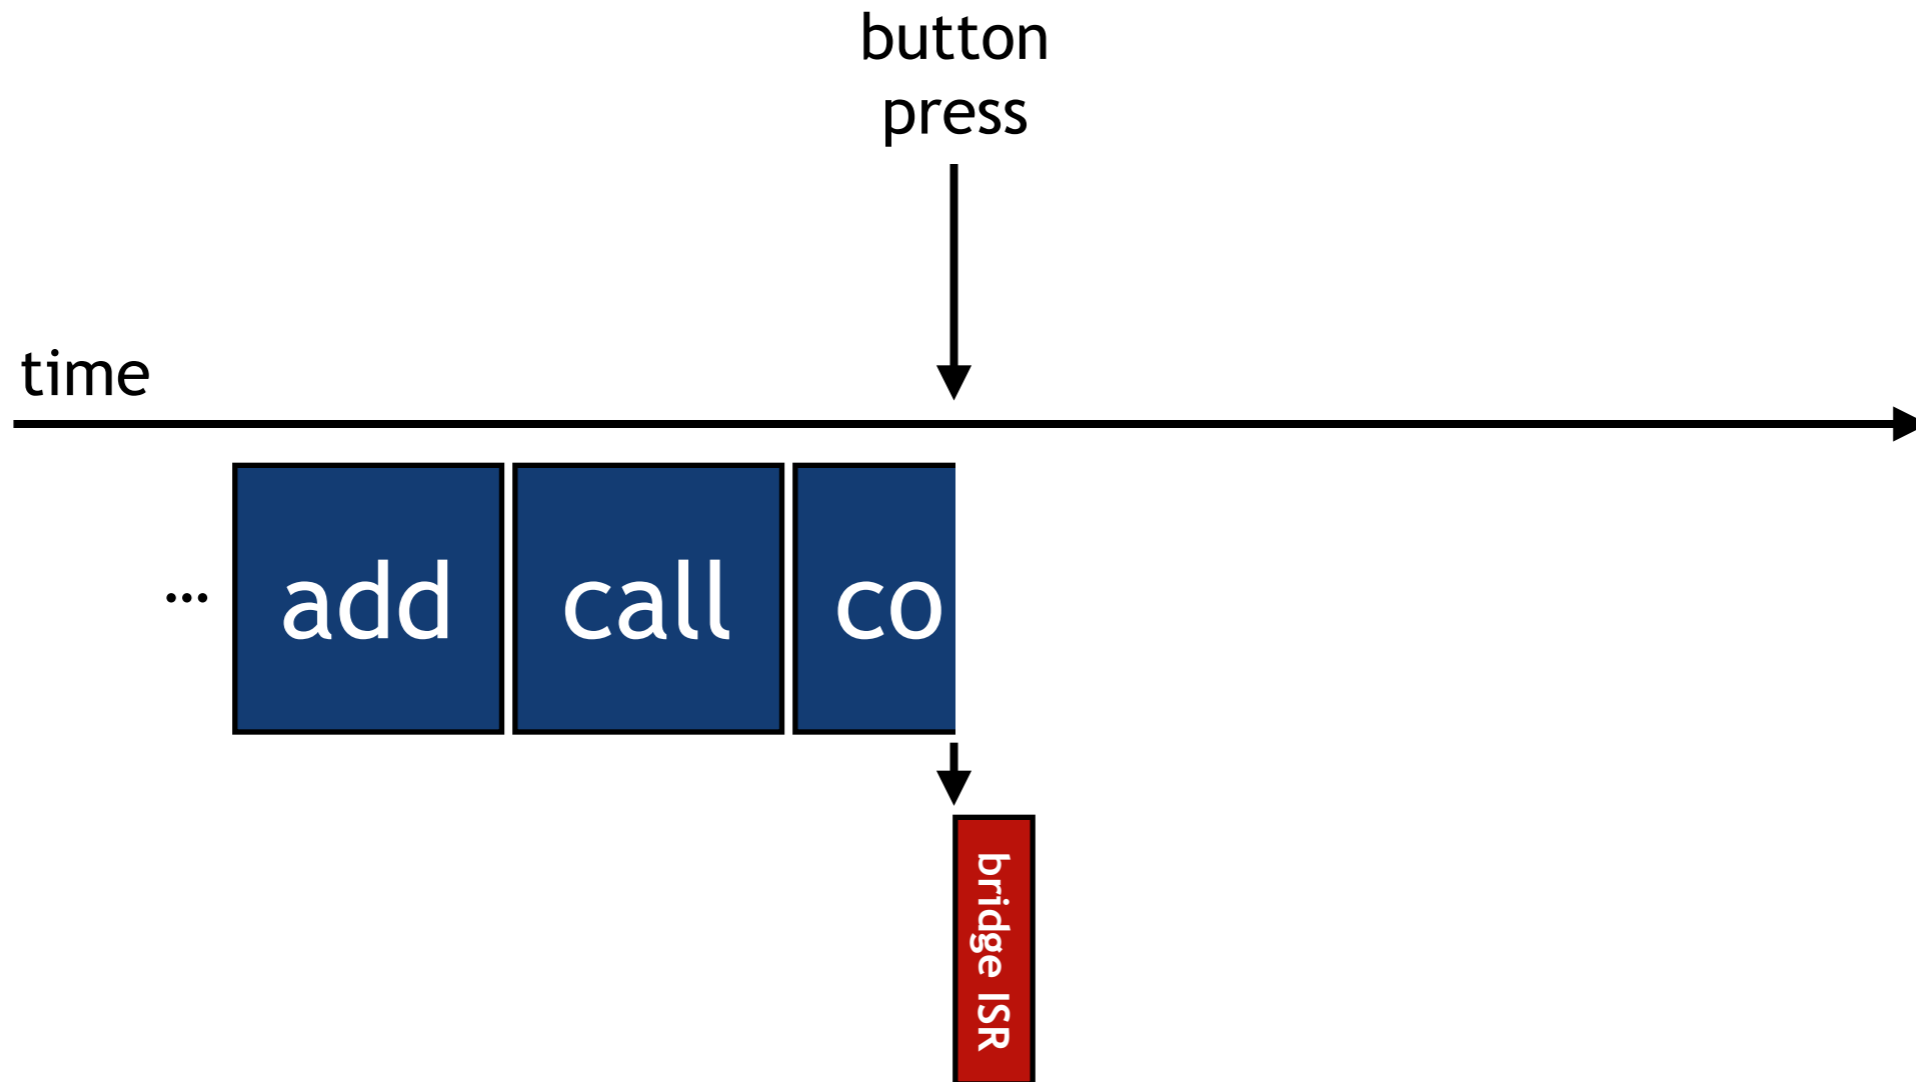 button
press
time
... add call co
bridge ISR